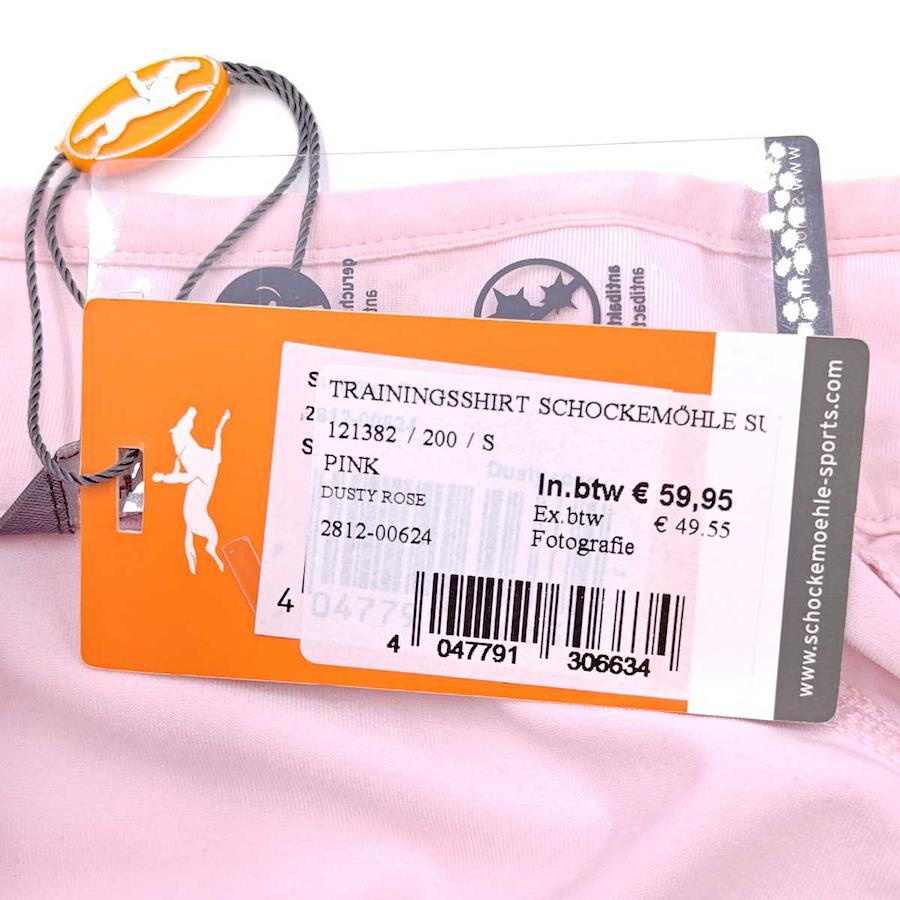 TRAININGSSHIRT SCHOCKEMÖHLE SU
121382 / 200 / S
PINK
DUSTY ROSE
2812-00624
In.btw € 59,95
Ex.btw € 49.55
Fotografie
4 047791 306634
4
www.schockemoehle-sports.com